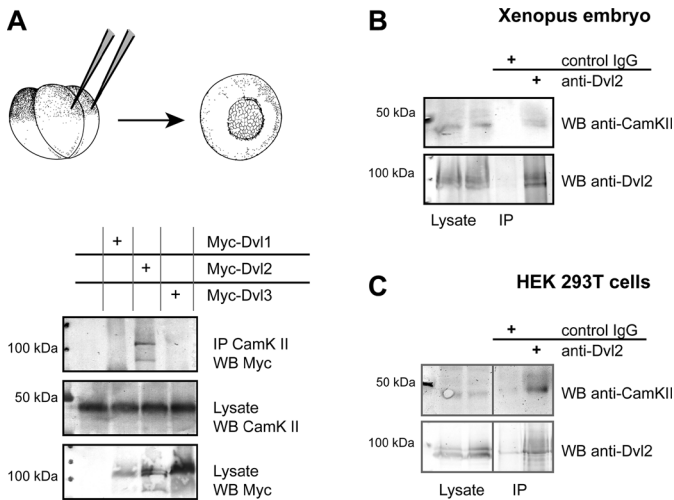 A
+ Myc-Dvl1
+ Myc-Dvl2
+ Myc-Dvl3
100 kDa
IP CamK II
WB Myc
50 kDa
Lysate
WB CamK II
100 kDa
Lysate
WB Myc
B
Xenopus embryo
+ control IgG
+ anti-Dvl2
50 kDa
WB anti-CamKII
100 kDa
WB anti-Dvl2
Lysate IP
C
HEK 293T cells
+ control IgG
+ anti-Dvl2
50 kDa
WB anti-CamKII
100 kDa
WB anti-Dvl2
Lysate IP